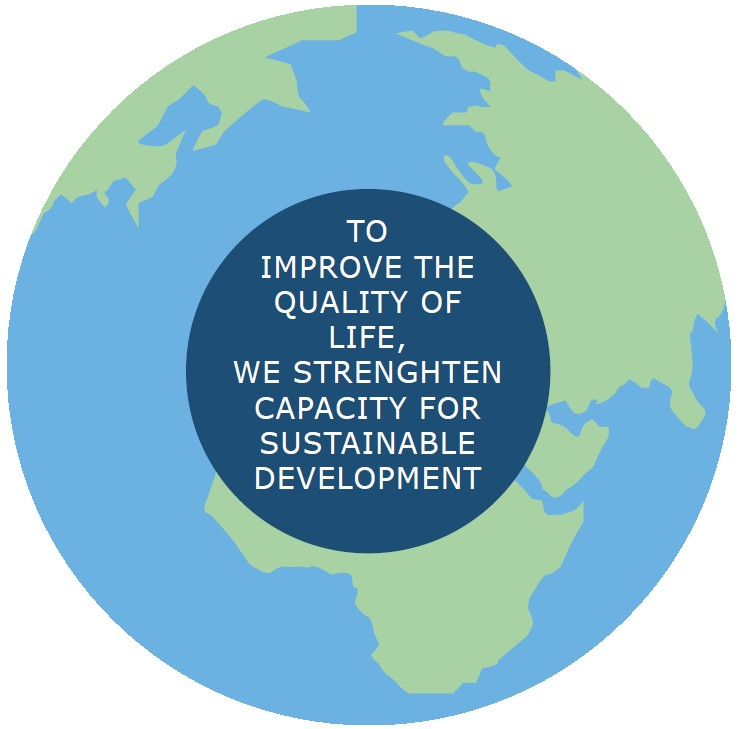 TO
IMPROVE THE
QUALITY OF
LIFE,
WE STRENGHTEN
CAPACITY FOR
SUSTAINABLE
DEVELOPMENT